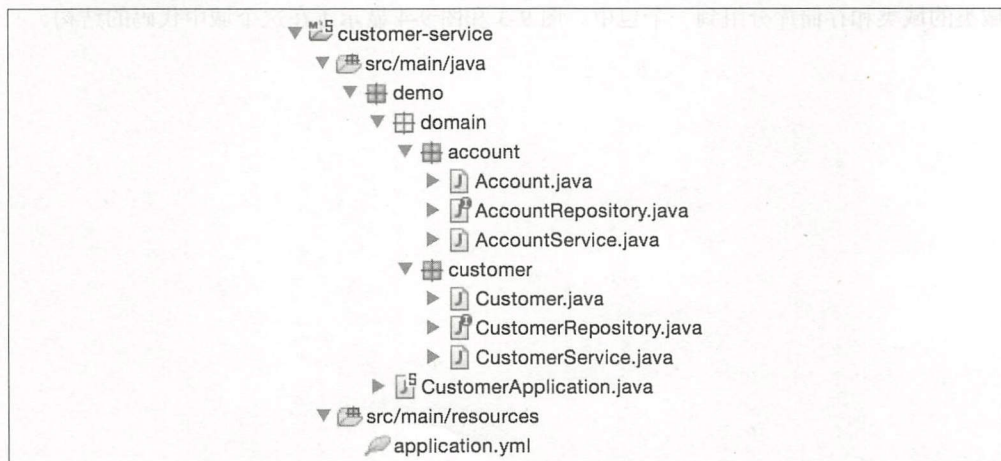 customer-service
src/main/java
demo
domain
account
Account.java
AccountRepository.java
AccountService.java
customer
Customer.java
CustomerRepository.java
CustomerService.java
CustomerApplication.java
src/main/resources
application.yml